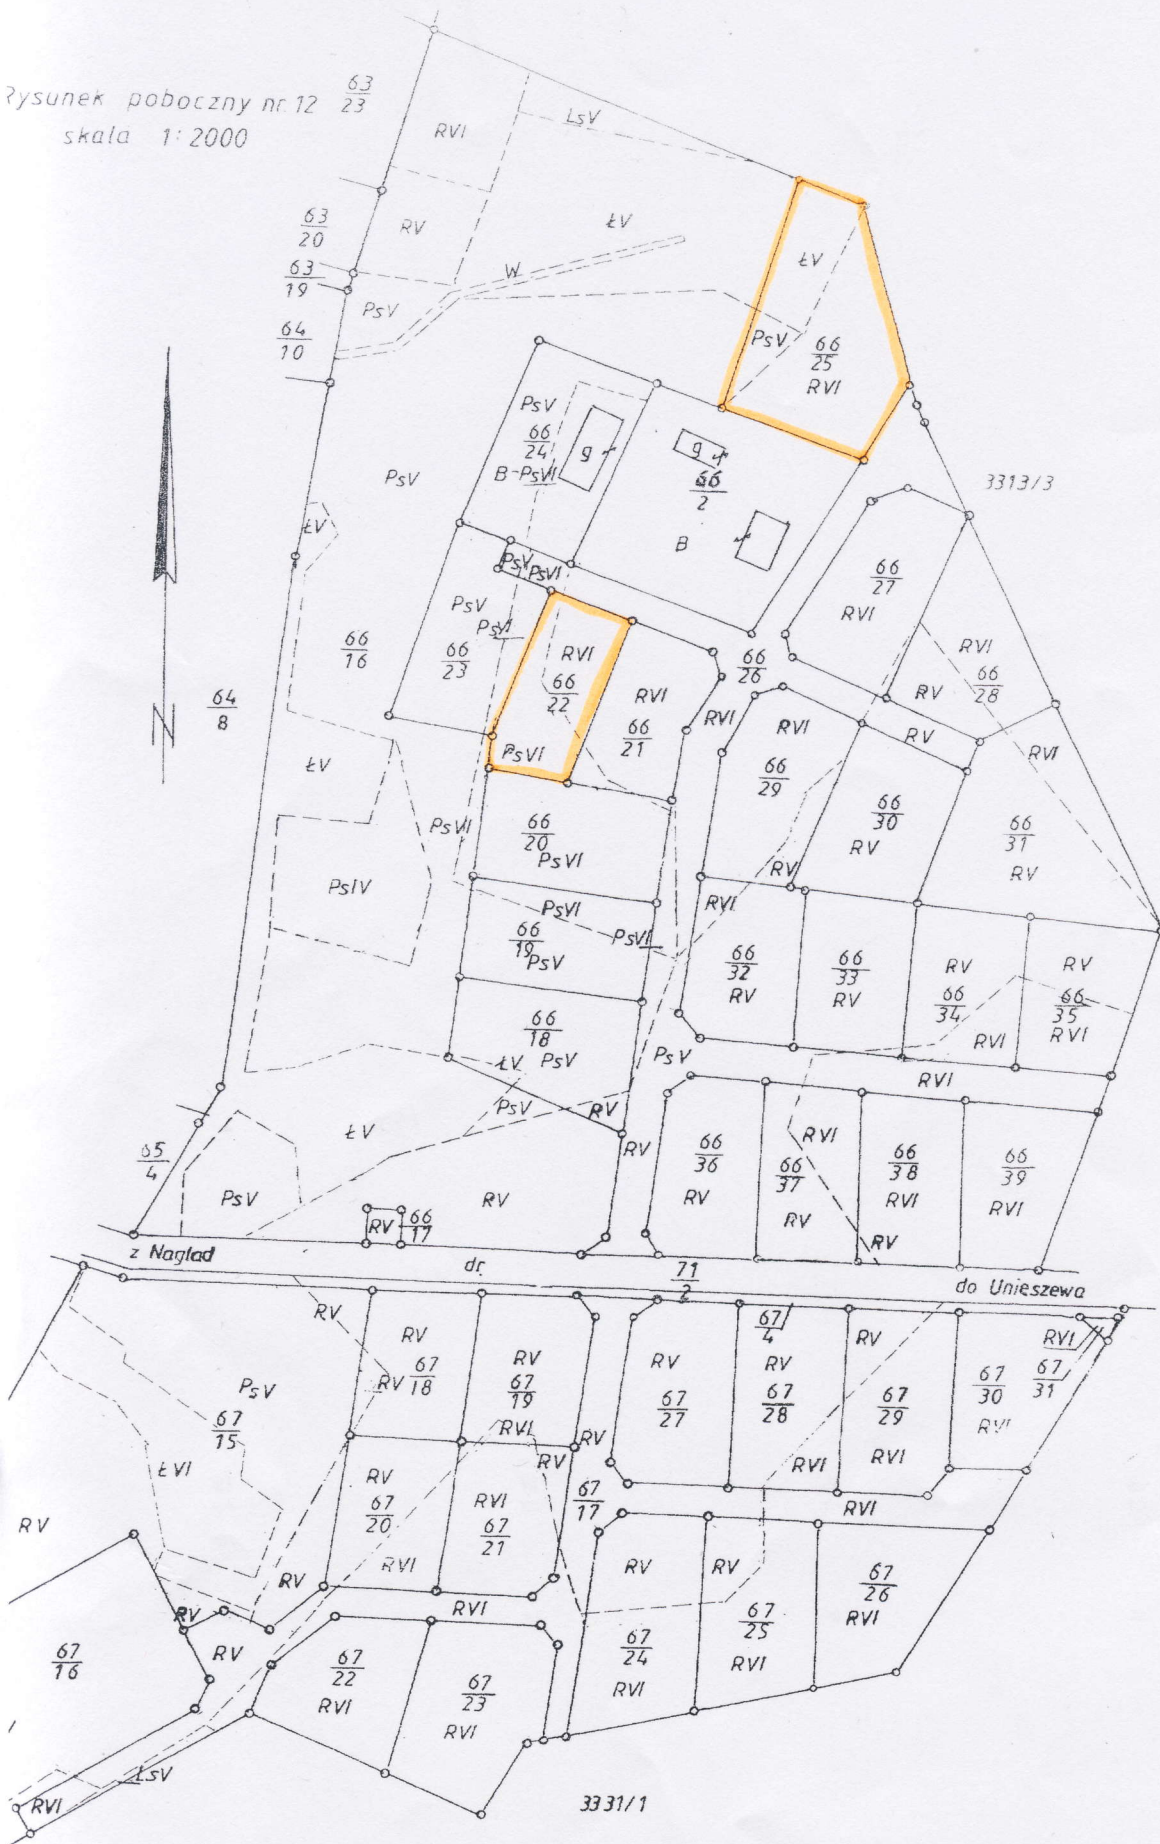 Rysunek poboczny nr. 12
skala 1:2000
63/23
RVI
LsV
63/20
RV
ŁV
W
63/19
PsV
64/10
ŁV
PsV
66/25
RVI
PsV
66/24
B-PsVI
g
g
66/2
B
3313/3
PsV
ŁV
PsV
PsVI
66/27
RVI
PsV
PsVI
66/16
66/23
RVI
66/22
PsVI
RVI
66/21
66/26
RVI
RV
RVI
66/28
64/8
ŁV
RVI
66/29
RV
RVI
PsVI
66/20
PsVI
66/30
RV
66/31
RV
PsIV
PsVI
66/19
PsV
PsVI
RV
RVI
66/32
RV
66/33
RV
RV
66/34
RVI
RV
66/35
RVI
66/18
PsV
ŁV
PsV
PsV
RV
RVI
65/4
ŁV
PsV
RV
RV
66/17
RV
66/36
RV
RVI
66/37
RV
66/38
RVI
RV
66/39
RVI
z Naglad
dr.
71/2
do Unieszewa
RV
PsV
67/15
ŁVI
RV
RV
67/18
RV
RV
67/19
RVI
RV
RV
67/27
67/4
RV
67/28
RVI
RV
67/29
RVI
67/30
RVI
RVI
67/31
RV
67/20
RVI
RVI
67/21
RV
67/17
RVI
RV
RV
RV
RV
67/16
RVI
67/22
RVI
67/23
RVI
RV
67/24
RVI
RV
67/25
RVI
67/26
RVI
LSV
RVI
3331/1